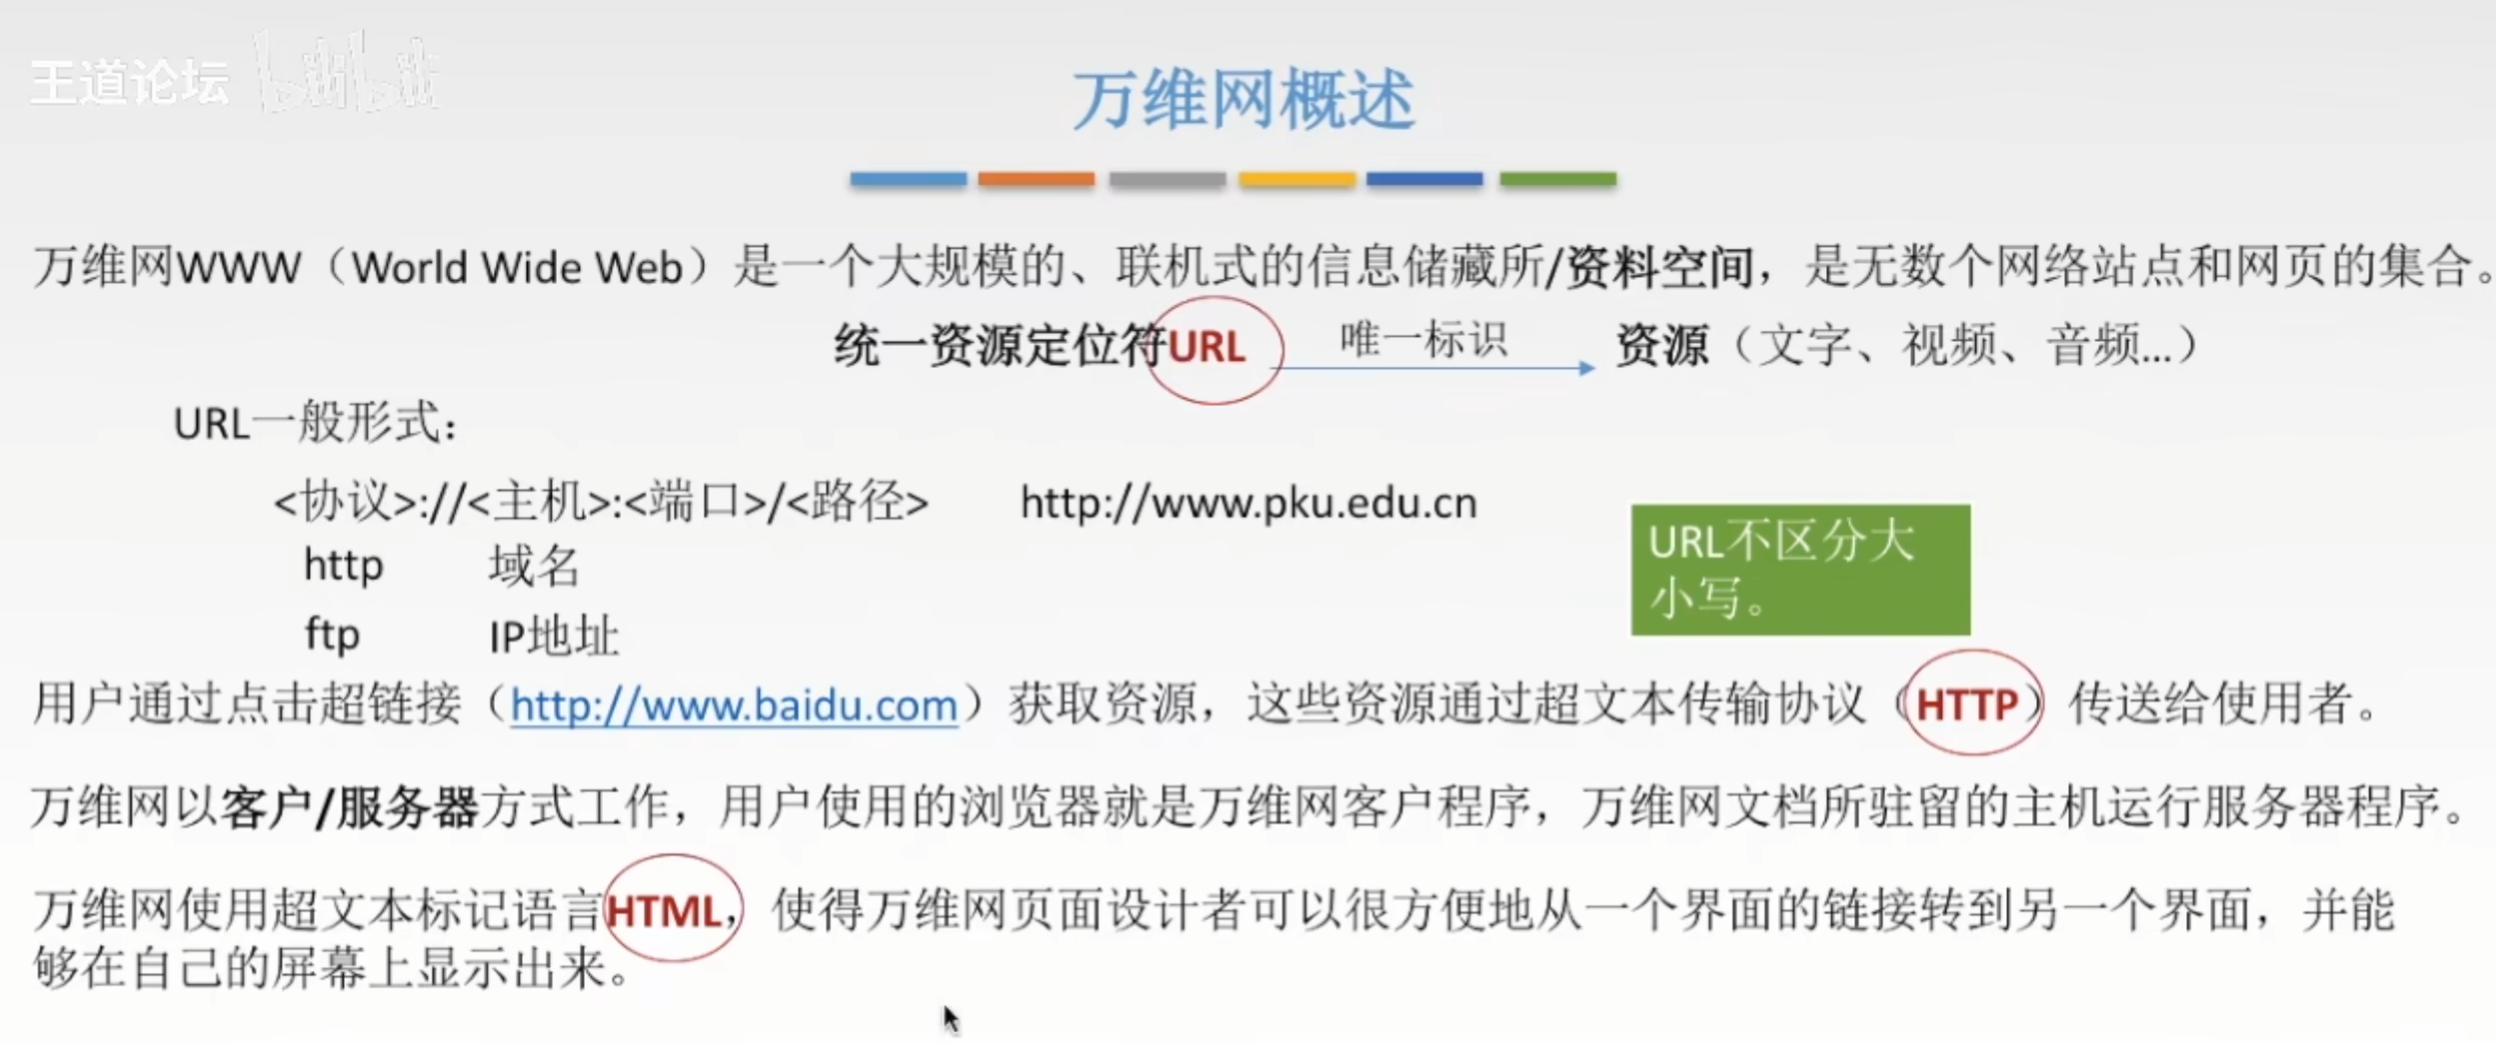 王道论坛 bilibili
万维网概述
万维网WWW（World Wide Web）是一个大规模的、联机式的信息储藏所/资料空间，是无数个网络站点和网页的集合。
统一资源定位符URL 唯一标识 资源（文字、视频、音频...）
URL一般形式：
<协议>://<主机>:<端口>/<路径> http://www.pku.edu.cn
URL不区分大
小写。
http 域名
ftp IP地址
用户通过点击超链接（http://www.baidu.com）获取资源，这些资源通过超文本传输协议（HTTP）传送给使用者。
万维网以客户/服务器方式工作，用户使用的浏览器就是万维网客户程序，万维网文档所驻留的主机运行服务器程序。
万维网使用超文本标记语言HTML，使得万维网页面设计者可以很方便地从一个界面的链接转到另一个界面，并能
够在自己的屏幕上显示出来。